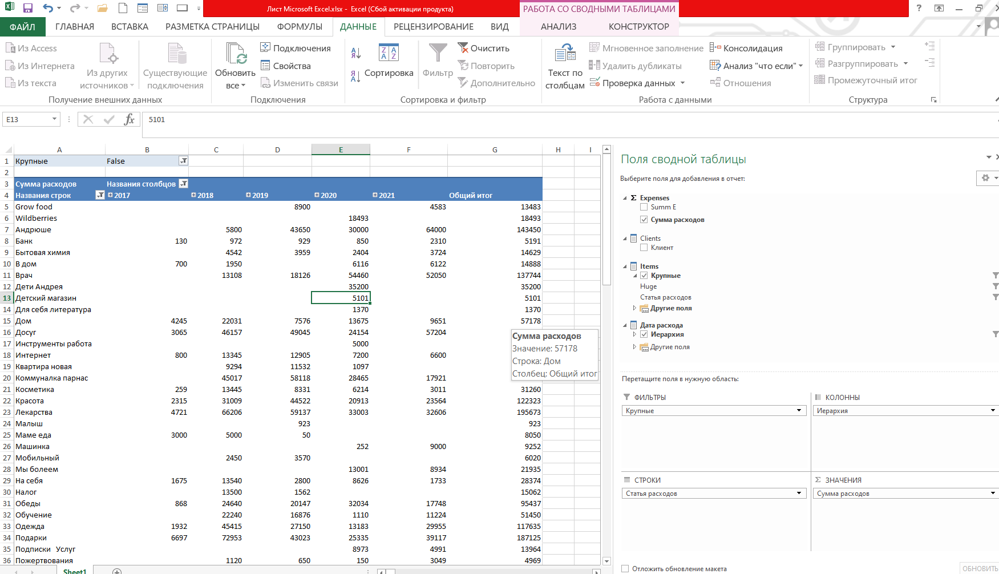 Лист Microsoft Excel.xlsx - Excel (Сбой активации продукта)
РАБОТА СО СВОДНЫМИ ТАБЛИЦАМИ
?
ФАЙЛ ГЛАВНАЯ ВСТАВКА РАЗМЕТКА СТРАНИЦЫ ФОРМУЛЫ ДАННЫЕ РЕЦЕНЗИРОВАНИЕ ВИД АНАЛИЗ КОНСТРУКТОР
Из Access
Из Интернета
Из текста
Из других
источников
Существующие
подключения
Получение внешних данных
Обновить
все
Подключения
Свойства
Изменить связи
Подключения
Сортировка
Фильтр
Очистить
Повторить
Дополнительно
Сортировка и фильтр
Текст по
столбцам
Мгновенное заполнение
Удалить дубликаты
Проверка данных
Консолидация
Анализ "что если"
Отношения
Работа с данными
Группировать
Разгруппировать
Промежуточный итог
Структура
E13 fx 5101
A B C D E F G H I
1 Крупные False
2
3 Сумма расходов Названия столбцов
4 Названия строк 2017 2018 2019 2020 2021 Общий итог
5 Grow food 8900 4583 13483
6 Wildberries 18493 18493
7 Андрюше 5800 43650 30000 64000 143450
8 Банк 130 972 929 850 2310 5191
9 Бытовая химия 4542 3959 2404 3724 14629
10 В дом 700 1950 6116 6122 14888
11 Врач 13108 18126 54460 52050 137744
12 Дети Андрея 35200 35200
13 Детский магазин 5101 5101
14 Для себя литература 1370 1370
15 Дом 4245 22031 7576 13675 9651 57178
16 Досуг 3065 46157 49045 24154 57204
17 Инструменты работа 5000
18 Интернет 800 13345 12905 7200 6600
19 Квартира новая 9294 11532 1097
20 Коммуналка парнас 45017 58118 28465 17921
21 Косметика 259 13445 8331 6214 3011 31260
22 Красота 2315 31009 44522 20913 23564 122323
23 Лекарства 4721 66206 59137 33003 32606 195673
24 Малыш 923 923
25 Маме еда 3000 5000 50 8050
26 Машинка 252 9000 9252
27 Мобильный 2450 3570 6020
28 Мы болеем 13001 8934 21935
29 На себя 1675 13540 2800 8626 1733 28374
30 Налог 13500 1562 15062
31 Обеды 868 24640 20147 32034 17748 95437
32 Обучение 22240 16876 1110 11224 51450
33 Одежда 1932 45415 27150 13183 29955 117635
34 Подарки 6697 72953 43023 25335 39117 187125
35 Подписки Услуг 8973 4991 13964
36 Пожертвования 1120 650 150 3049 4969
Сумма расходов
Значение: 57178
Строка: Дом
Столбец: Общий итог
Sheet1
Поля сводной таблицы
Выберите поля для добавления в отчет:
Σ Expenses
Summ E
Сумма расходов
Clients
Клиент
Items
Крупные
Huge
Статья расходов
Другие поля
Дата расхода
Иерархия
Другие поля
Перетащите поля в нужную область:
ФИЛЬТРЫ
Крупные
КОЛОННЫ
Иерархия
СТРОКИ
Статья расходов
Σ ЗНАЧЕНИЯ
Сумма расходов
Отложить обновление макета
ОБНОВИТЬ